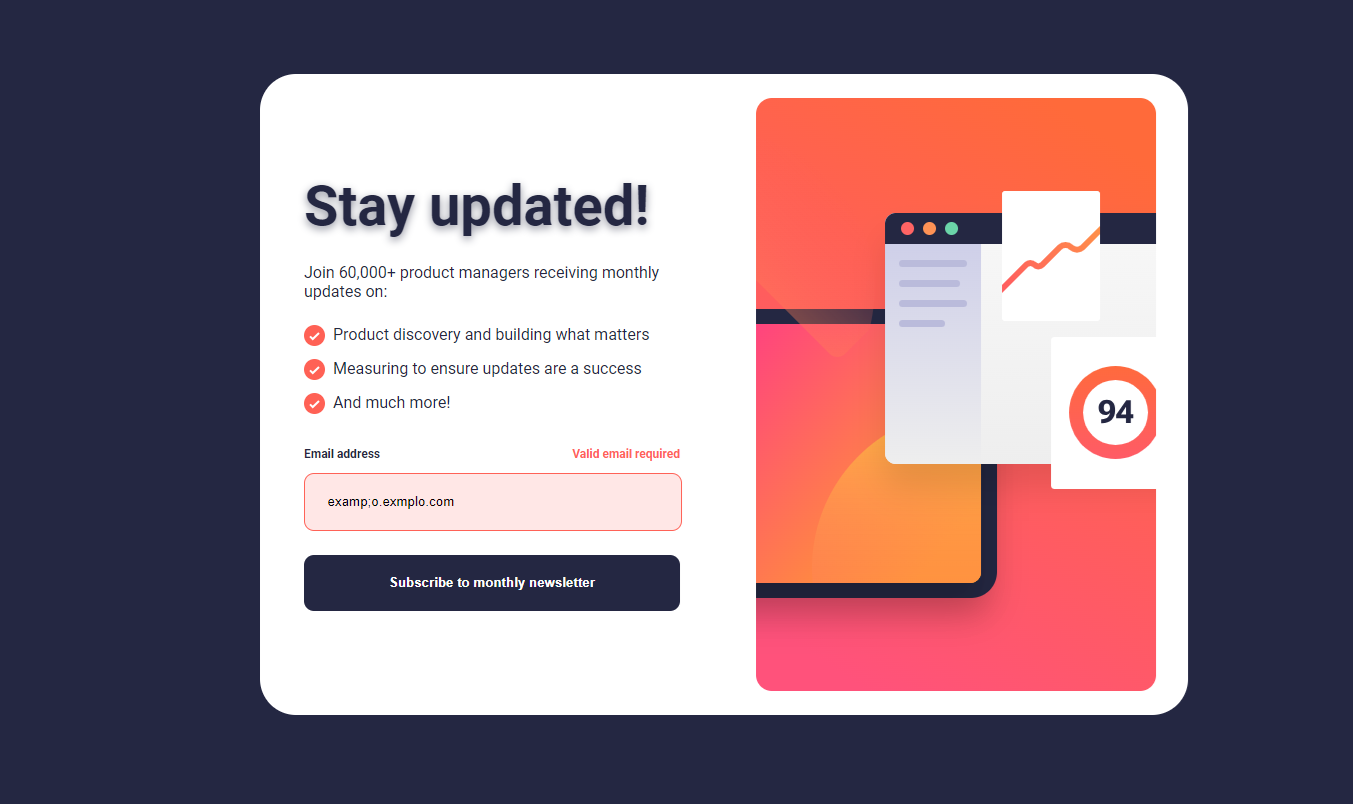 Stay updated!
Join 60,000+ product managers receiving monthly
updates on:
Product discovery and building what matters
Measuring to ensure updates are a success
And much more!
Email address
Valid email required
examp;o.exmplo.com
Subscribe to monthly newsletter
94